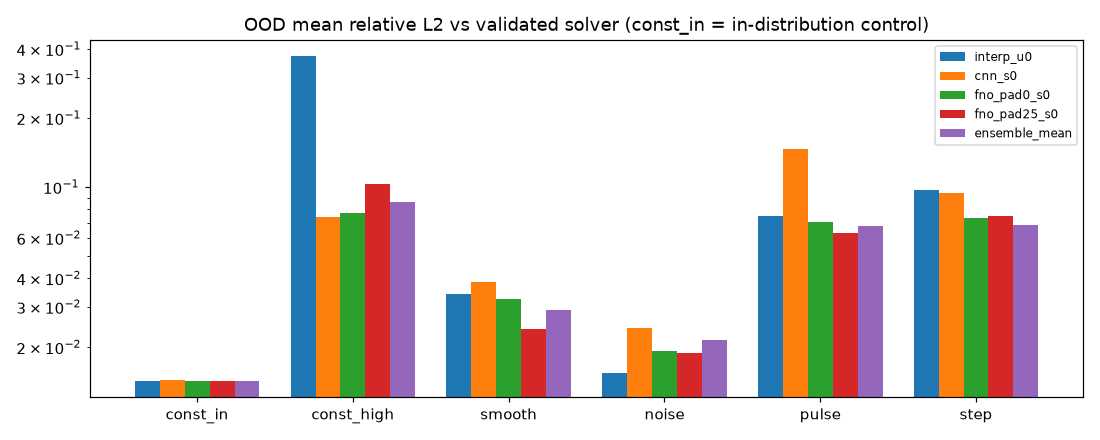 OOD mean relative L2 vs validated solver (const_in = in-distribution control)
4 × 10⁻¹
3 × 10⁻¹
2 × 10⁻¹
10⁻¹
6 × 10⁻²
4 × 10⁻²
3 × 10⁻²
2 × 10⁻²
interp_u0
cnn_s0
fno_pad0_s0
fno_pad25_s0
ensemble_mean
const_in const_high smooth noise pulse step